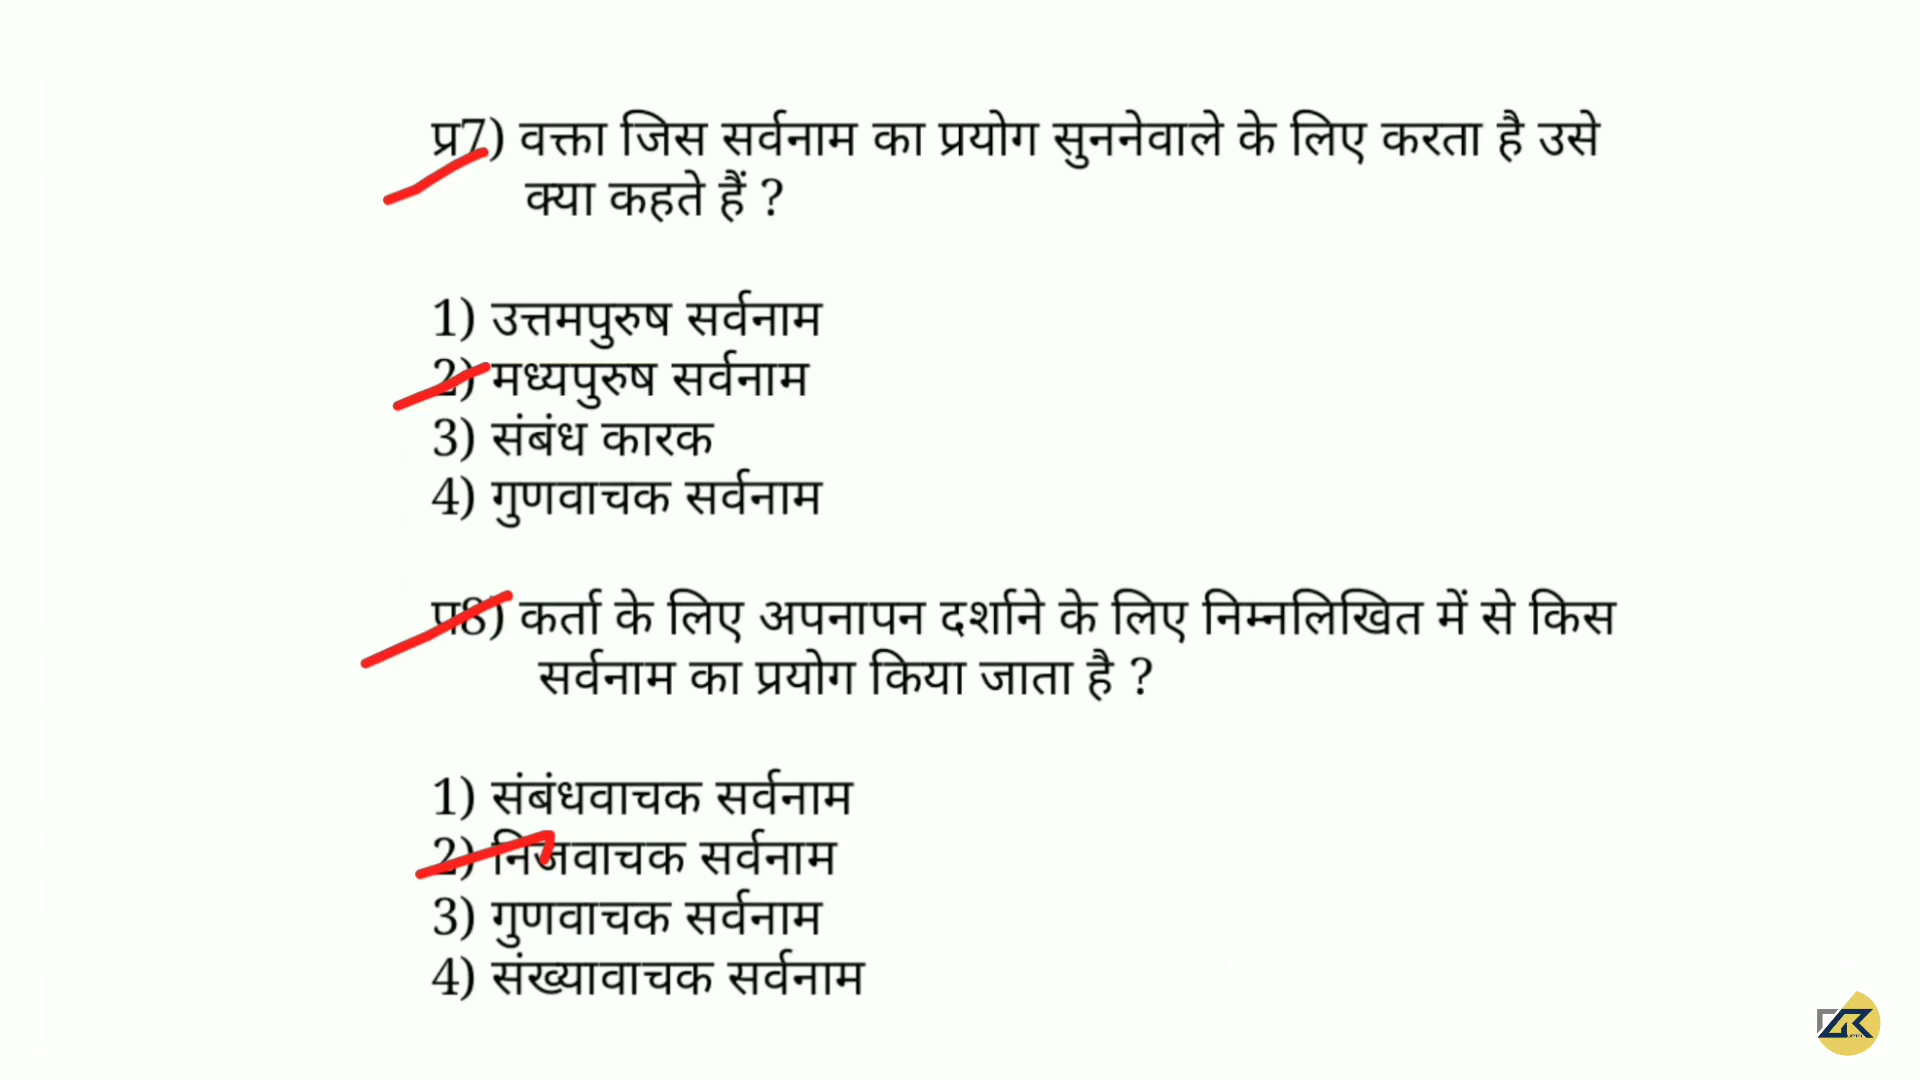 प्र7) वक्ता जिस सर्वनाम का प्रयोग सुननेवाले के लिए करता है उसे
क्या कहते हैं ?
1) उत्तमपुरुष सर्वनाम
2) मध्यपुरुष सर्वनाम
3) संबंध कारक
4) गुणवाचक सर्वनाम
प8) कर्ता के लिए अपनापन दर्शाने के लिए निम्नलिखित में से किस
सर्वनाम का प्रयोग किया जाता है ?
1) संबंधवाचक सर्वनाम
2) निजवाचक सर्वनाम
3) गुणवाचक सर्वनाम
4) संख्यावाचक सर्वनाम